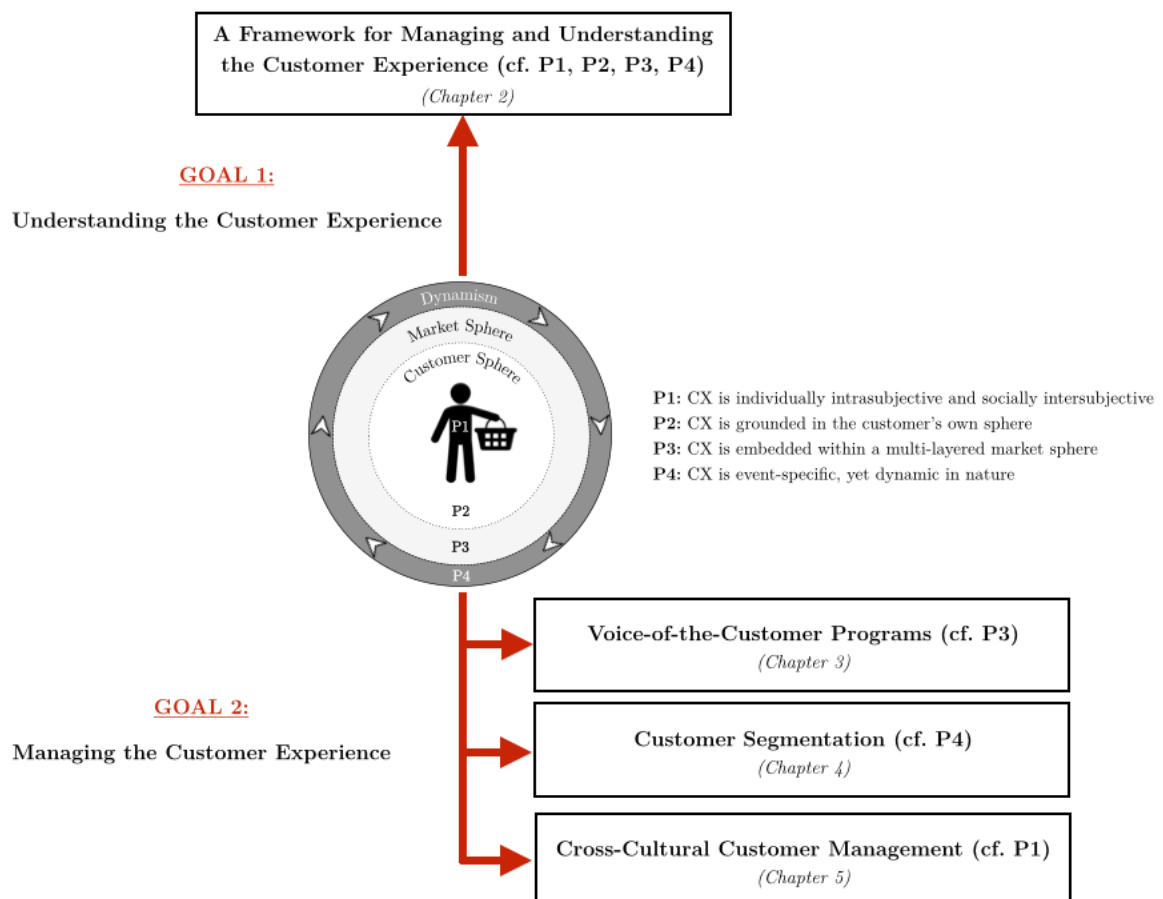 A Framework for Managing and Understanding
the Customer Experience (cf. P1, P2, P3, P4)
(Chapter 2)
GOAL 1:
Understanding the Customer Experience
Dynamism
Market Sphere
Customer Sphere
P1
P2
P3
P4
P1: CX is individually intrasubjective and socially intersubjective
P2: CX is grounded in the customer's own sphere
P3: CX is embedded within a multi-layered market sphere
P4: CX is event-specific, yet dynamic in nature
GOAL 2:
Managing the Customer Experience
Voice-of-the-Customer Programs (cf. P3)
(Chapter 3)
Customer Segmentation (cf. P4)
(Chapter 4)
Cross-Cultural Customer Management (cf. P1)
(Chapter 5)